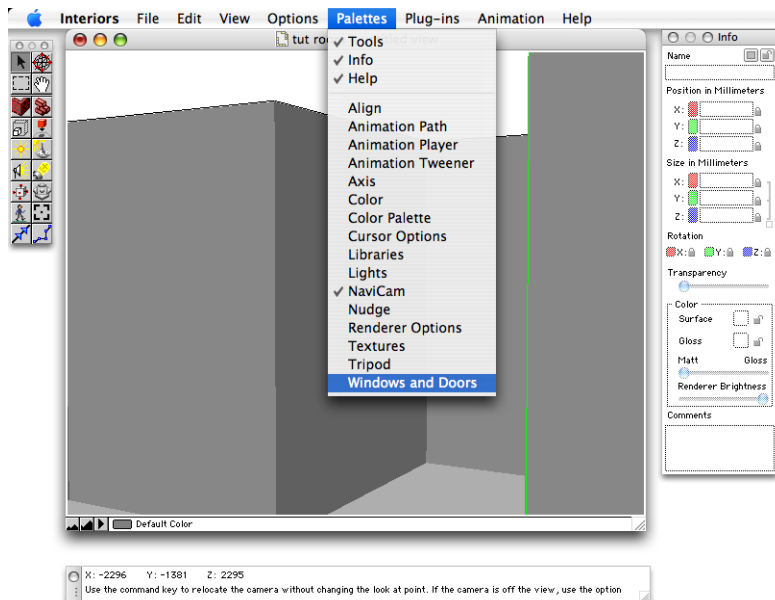 Interiors File Edit View Options Palettes Plug-ins Animation Help
tut roo
view
✓ Tools
✓ Info
✓ Help
Align
Animation Path
Animation Player
Animation Tweener
Axis
Color
Color Palette
Cursor Options
Libraries
Lights
✓ NaviCam
Nudge
Renderer Options
Textures
Tripod
Windows and Doors
Info
Name
Position in Millimeters
X:
Y:
Z:
Size in Millimeters
X:
Y:
Z:
Rotation
X: Y: Z:
Transparency
Color
Surface
Gloss
Matt Gloss
Renderer Brightness
Comments
Default Color
X: -2296 Y: -1381 Z: 2295
Use the command key to relocate the camera without changing the look at point. If the camera is off the view, use the option